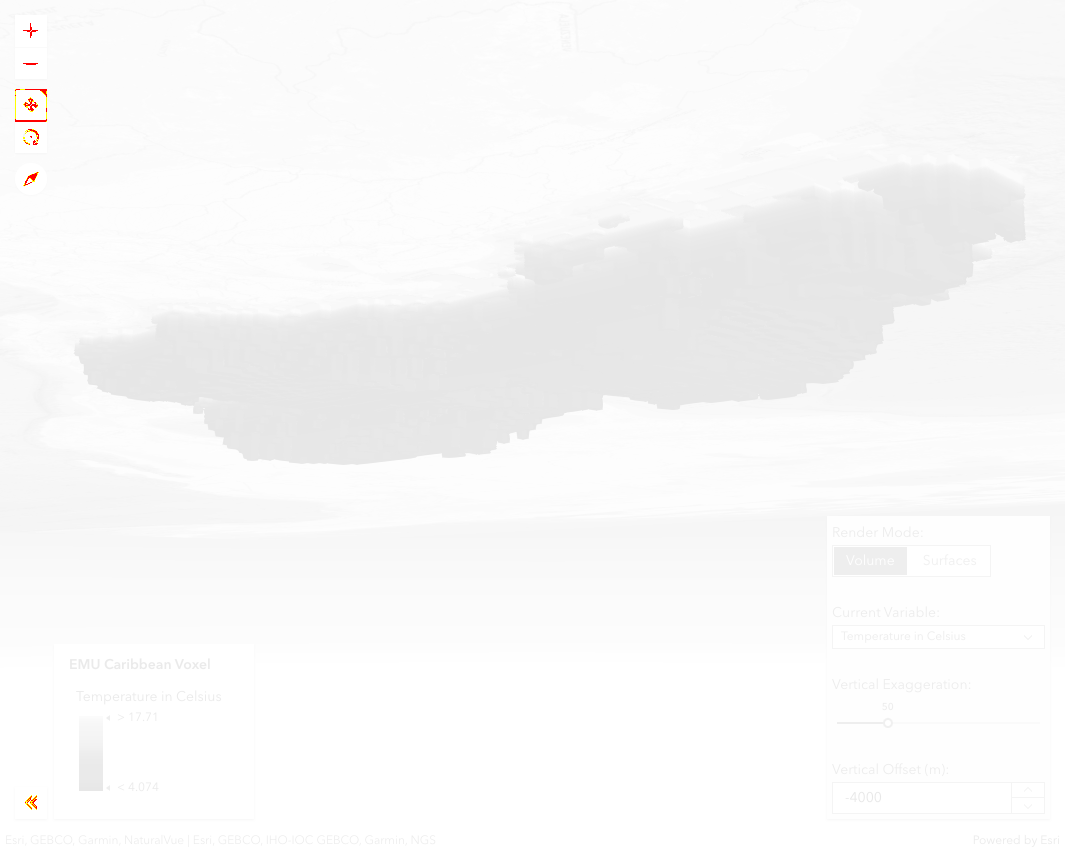 Render Mode:
Volume Surfaces
Current Variable:
Temperature in Celsius
Vertical Exaggeration:
50
Vertical Offset (m):
-4000
EMU Caribbean Voxel
Temperature in Celsius
> 17.71
< 4.074
Esri, GEBCO, Garmin, NaturalVue | Esri, GEBCO, IHO-IOC GEBCO, Garmin, NGS
Powered by Esri